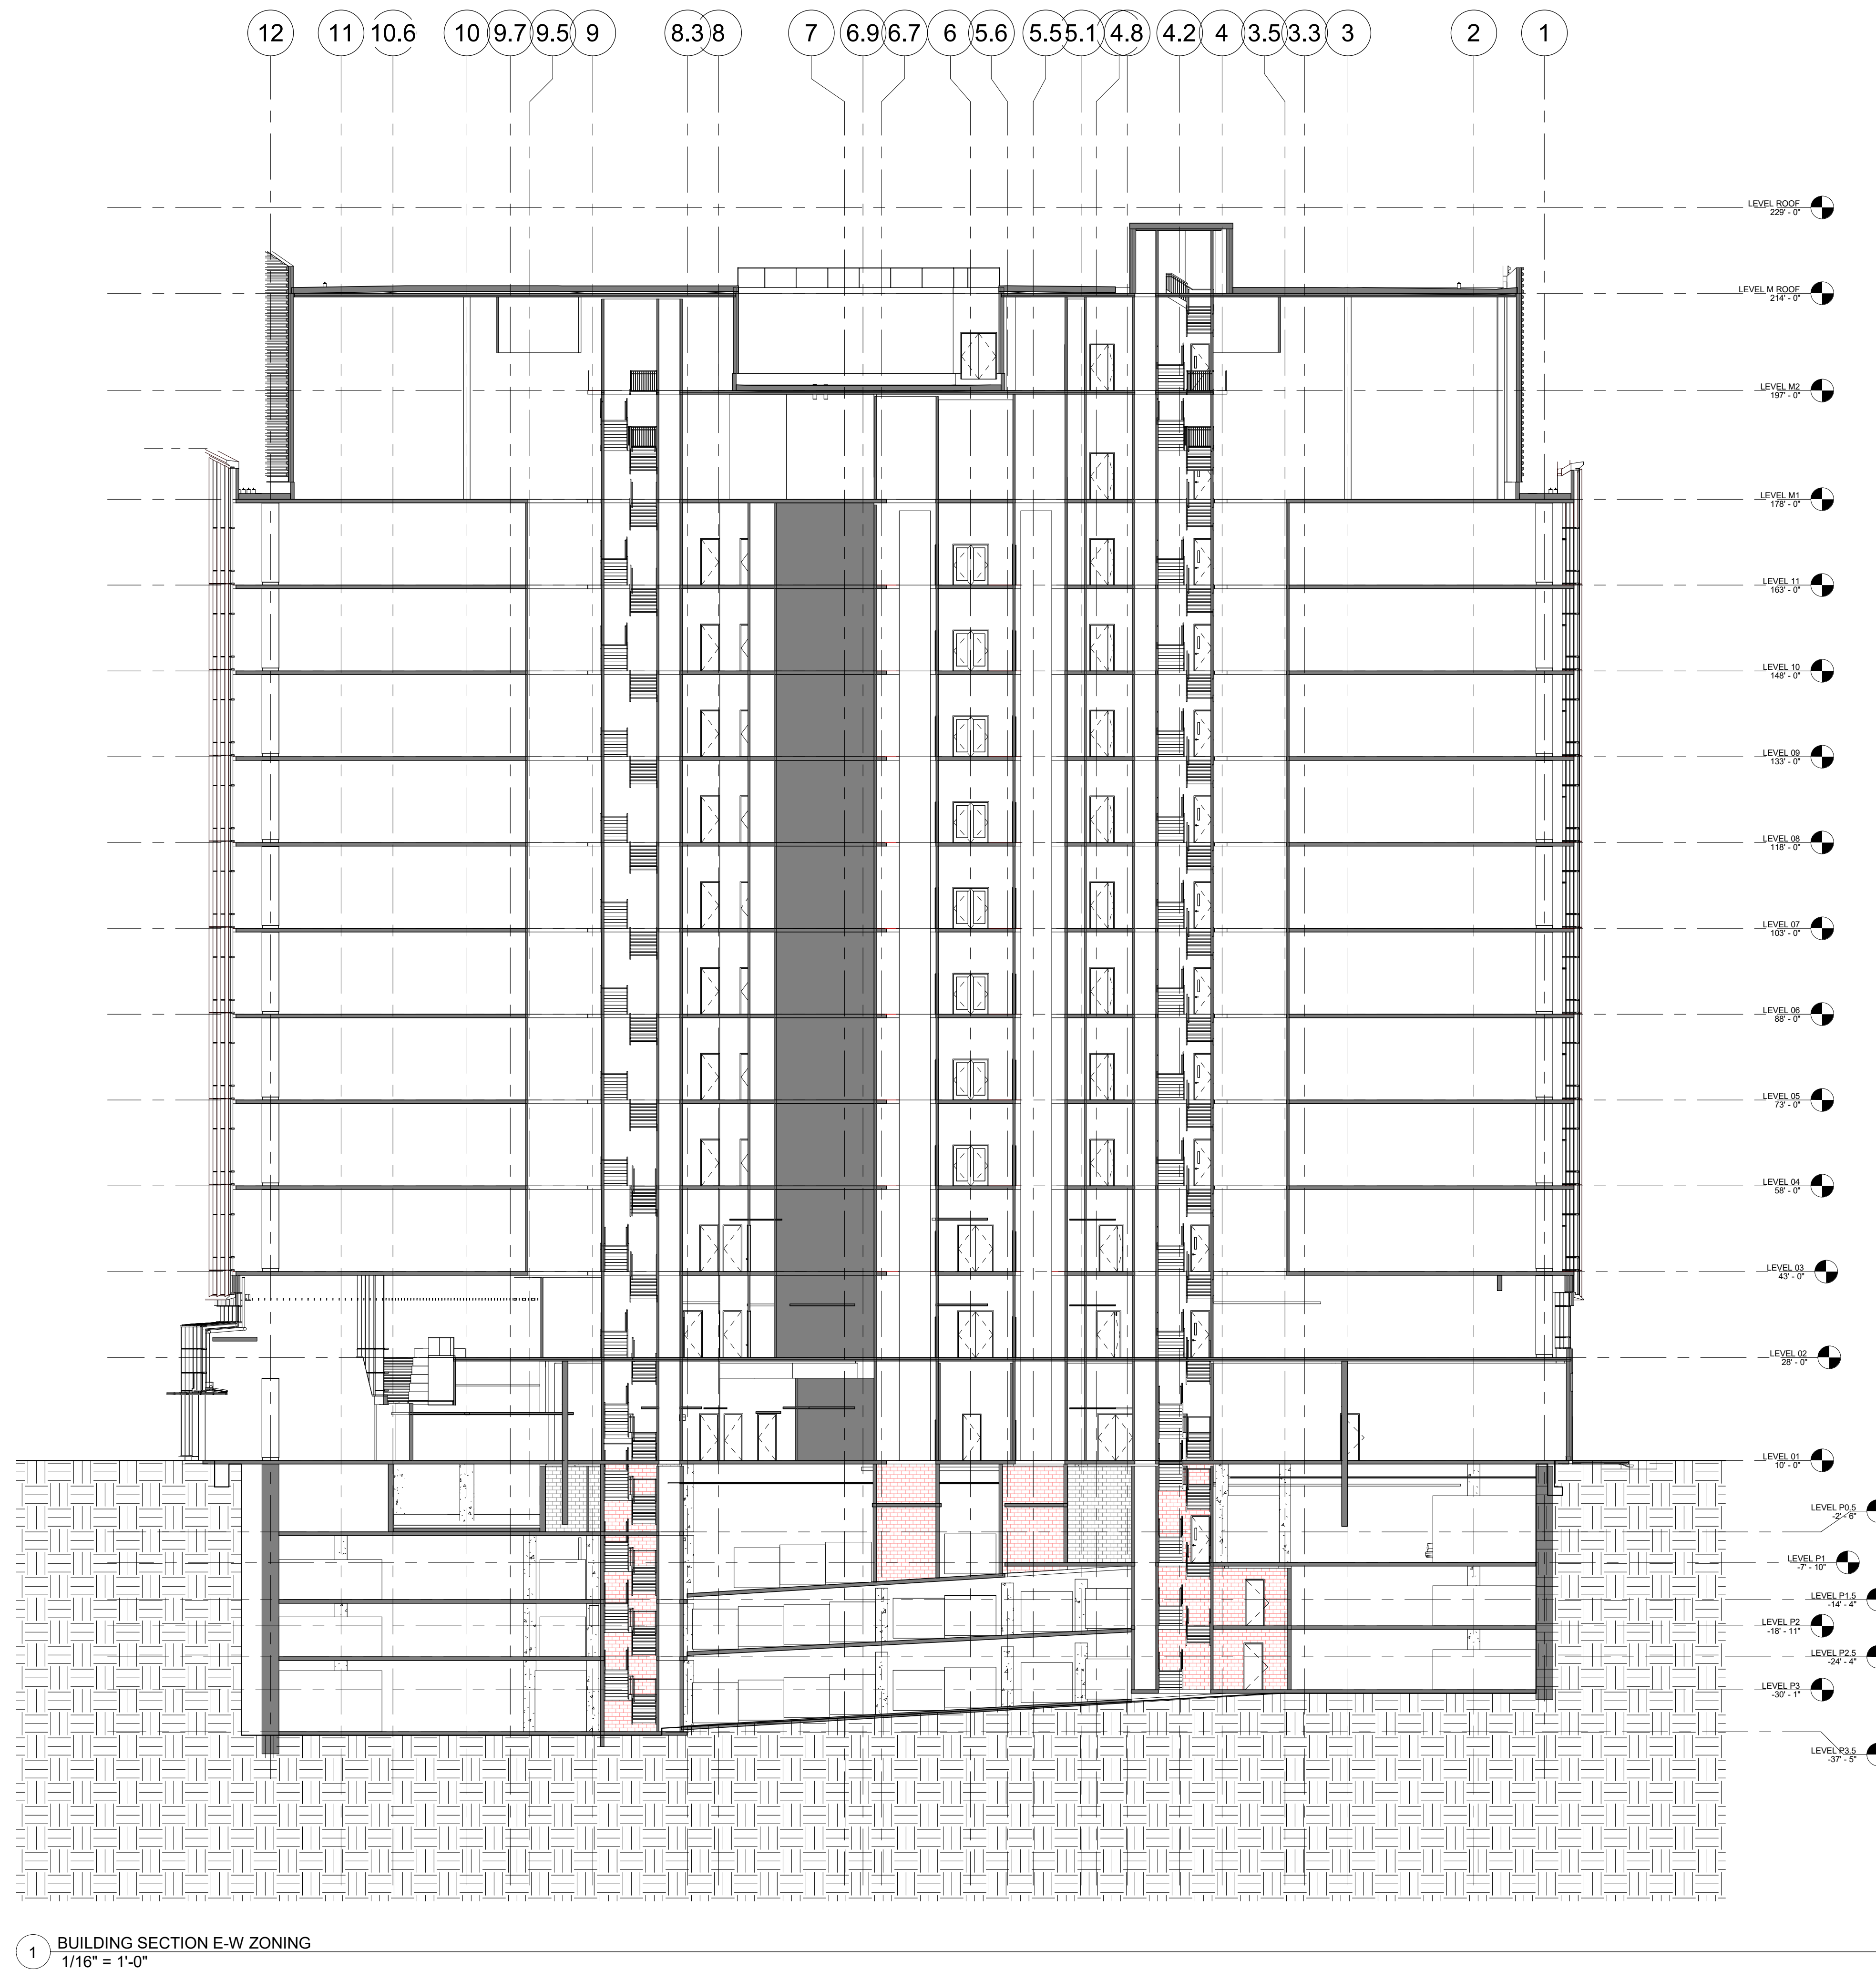 12 11 10.6 10 9.7 9.5 9 8.3 8 7 6.9 6.7 6 5.6 5.5 5.1 4.8 4.2 4 3.5 3.3 3 2 1
LEVEL ROOF
229' - 0"
LEVEL M ROOF
214' - 0"
LEVEL M2
197' - 0"
LEVEL M1
178' - 0"
LEVEL 11
163' - 0"
LEVEL 10
148' - 0"
LEVEL 09
133' - 0"
LEVEL 08
118' - 0"
LEVEL 07
103' - 0"
LEVEL 06
88' - 0"
LEVEL 05
73' - 0"
LEVEL 04
58' - 0"
LEVEL 03
43' - 0"
LEVEL 02
28' - 0"
LEVEL 01
10' - 0"
LEVEL P0.5
-2' - 6"
LEVEL P1
-7' - 10"
LEVEL P1.5
-14' - 4"
LEVEL P2
-18' - 11"
LEVEL P2.5
-24' - 4"
LEVEL P3
-30' - 1"
LEVEL P3.5
-37' - 5"
1 BUILDING SECTION E-W ZONING
1/16" = 1'-0"